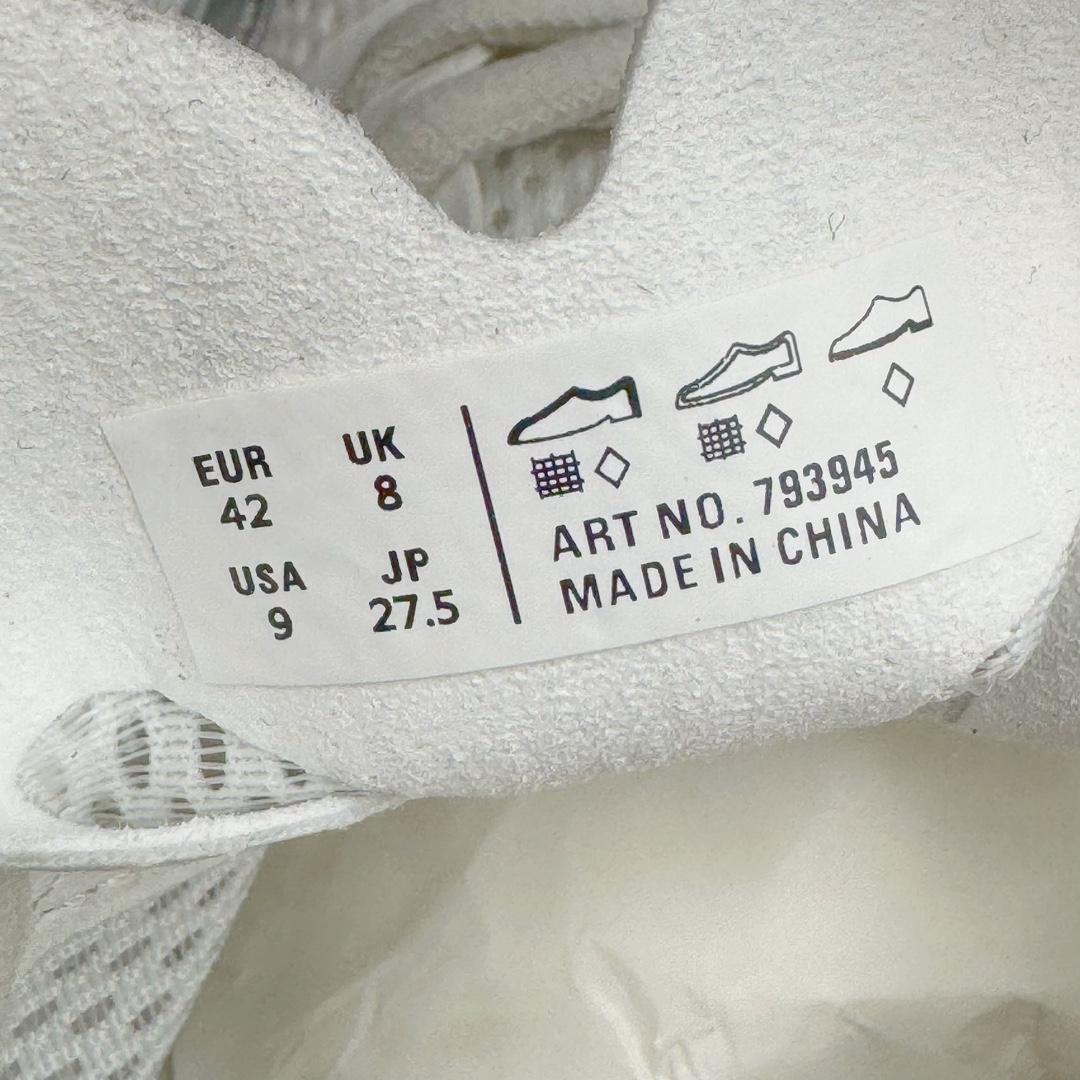 EUR UK
42 8
USA JP
9 27.5
ART NO. 793945
MADE IN CHINA